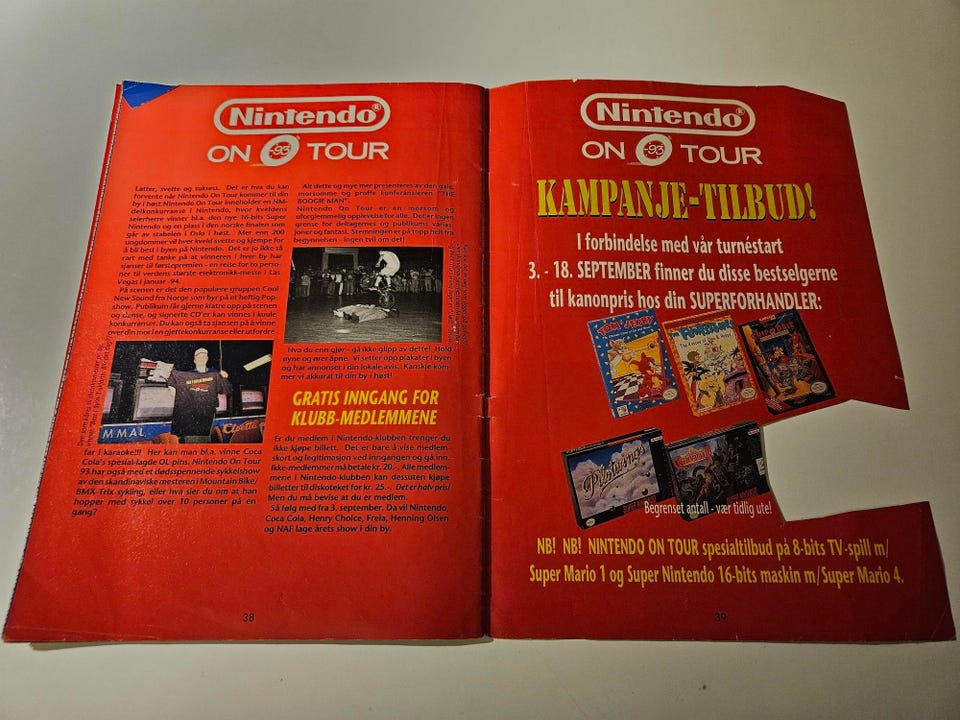 Nintendo®
ON -93 TOUR
Latter, svette og suksess. Det er hva du kan
forvente når Nintendo On Tour kommer til din
by i høst. Nintendo On Tour inneholder en NM-
delkonkurranse i Nintendo, hvor kveldens
seierherre vinner bl.a. den nye 16-bits Super
Nintendo og en plass i den norske finalen som
går av stabelen i Oslo i høst. Mer enn 200
ungdommer vil hver kveld svette og kjempe for
å bli best i byen på Nintendo. Det er jo ikke så
rart med tanke på at vinneren i hver by har
sjanser til førstepremien - en reise for to perso-
ner til verdens største elektronikk-messe i Las
Vegas i januar -94.
På scenen er det den populære gruppen Cool
New Sound fra Norge som byr på et heftig Pop-
show. Publikum får gjerne klatre opp på scenen
og danse, og signerte CD'er kan vinnes i kuule
konkurranser. Du kan også ta sjansen på å vinne
over din mor i en gjettekonkurranse eller utfordre
MMAL
far i karaoke!!! Her kan man bl.a. vinne Coca
Cola's spesial-lagde OL-pins. Nintendo On Tour
93 har også med et dødsspennende sykkelshow
av den skandinaviske mesteren i Mountain Bike/
BMX-Trix sykling, eller hva sier du om at han
hopper med sykkel over 10 personer på en
gang?
Alt dette og mye mer presenteres av den galig
morsomme og proffe konferansieren. "THE
BOOGIE MAN".
Nintendo On Tour er en morsom og
uforglemmelig opplevelse for alle. Det er ingen
grense for deltagernes og publikums varias-
joner og fantasi. Stemningen er på topp helt fra
begynnelsen - ingen tvil om det!
Hva du enn gjør - gå ikke glipp av dette! Hold
øyne og ører åpne. Vi setter opp plakater i byen
og har annonser i din lokale avis. Kanskje kom-
mer vi akkurat til din by i høst!
GRATIS INNGANG FOR
KLUBB-MEDLEMMENE
Er du medlem i Nintendo-klubben trenger du
ikke kjøpe billett. Det er bare å vise medlem-
skort og legitimasjon ved inngangen og gå inn.
Ikke-medlemmer må betale kr. 20.-. Alle medlemmene
i Nintendo-klubben kan dessuten kjøpe
billetter til diskoteket for kr. 25.-. Det er halv pris!
Men du må bevise at du er medlem.
Så følg med fra 3. september. Da vil Nintendo,
Coca Cola, Henry Choice, Freia, Henning Olsen
og NAF lage årets show i din by.
38
Nintendo®
ON -93 TOUR
KAMPANJE-TILBUD!
I forbindelse med vår turnéstart
3. - 18. SEPTEMBER finner du disse bestselgerne
til kanonpris hos din SUPERFORHANDLER:
TOM & JERRY
Pilotwings
Begrenset antall - vær tidlig ute!
NB! NB! NINTENDO ON TOUR spesialtilbud på 8-bits TV-spill m/
Super Mario 1 og Super Nintendo 16-bits maskin m/Super Mario 4.
39